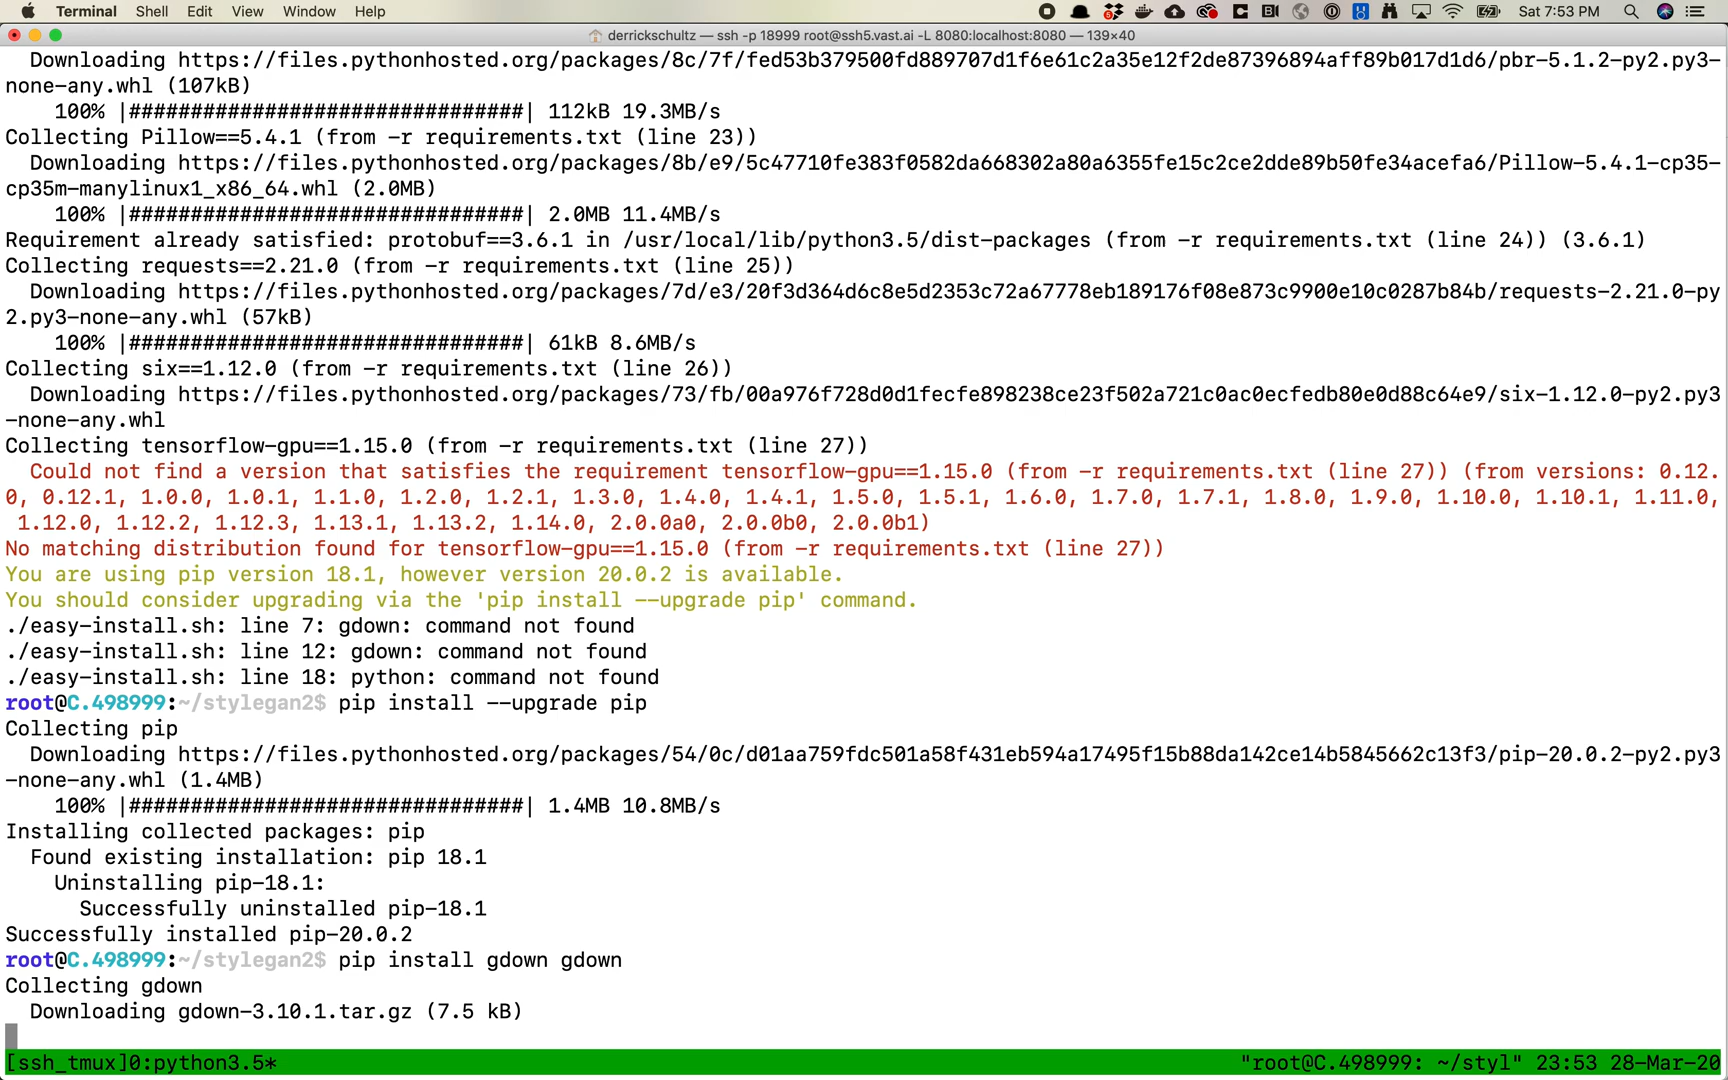 Terminal Shell Edit View Window Help Sat 7:53 PM
derrickschultz — ssh -p 18999 root@ssh5.vast.ai -L 8080:localhost:8080 — 139×40
Downloading https://files.pythonhosted.org/packages/8c/7f/fed53b379500fd889707d1f6e61c2a35e12f2de87396894aff89b017d1d6/pbr-5.1.2-py2.py3-
none-any.whl (107kB)
100% |################################| 112kB 19.3MB/s
Collecting Pillow==5.4.1 (from -r requirements.txt (line 23))
Downloading https://files.pythonhosted.org/packages/8b/e9/5c47710fe383f0582da668302a80a6355fe15c2ce2dde89b50fe34acefa6/Pillow-5.4.1-cp35-
cp35m-manylinux1_x86_64.whl (2.0MB)
100% |################################| 2.0MB 11.4MB/s
Requirement already satisfied: protobuf==3.6.1 in /usr/local/lib/python3.5/dist-packages (from -r requirements.txt (line 24)) (3.6.1)
Collecting requests==2.21.0 (from -r requirements.txt (line 25))
Downloading https://files.pythonhosted.org/packages/7d/e3/20f3d364d6c8e5d2353c72a67778eb189176f08e873c9900e10c0287b84b/requests-2.21.0-py
2.py3-none-any.whl (57kB)
100% |################################| 61kB 8.6MB/s
Collecting six==1.12.0 (from -r requirements.txt (line 26))
Downloading https://files.pythonhosted.org/packages/73/fb/00a976f728d0d1fecfe898238ce23f502a721c0ac0ecfedb80e0d88c64e9/six-1.12.0-py2.py3
-none-any.whl
Collecting tensorflow-gpu==1.15.0 (from -r requirements.txt (line 27))
Could not find a version that satisfies the requirement tensorflow-gpu==1.15.0 (from -r requirements.txt (line 27)) (from versions: 0.12.
0, 0.12.1, 1.0.0, 1.0.1, 1.1.0, 1.2.0, 1.2.1, 1.3.0, 1.4.0, 1.4.1, 1.5.0, 1.5.1, 1.6.0, 1.7.0, 1.7.1, 1.8.0, 1.9.0, 1.10.0, 1.10.1, 1.11.0,
1.12.0, 1.12.2, 1.12.3, 1.13.1, 1.13.2, 1.14.0, 2.0.0a0, 2.0.0b0, 2.0.0b1)
No matching distribution found for tensorflow-gpu==1.15.0 (from -r requirements.txt (line 27))
You are using pip version 18.1, however version 20.0.2 is available.
You should consider upgrading via the 'pip install --upgrade pip' command.
./easy-install.sh: line 7: gdown: command not found
./easy-install.sh: line 12: gdown: command not found
./easy-install.sh: line 18: python: command not found
root@C.498999:~/stylegan2$ pip install --upgrade pip
Collecting pip
Downloading https://files.pythonhosted.org/packages/54/0c/d01aa759fdc501a58f431eb594a17495f15b88da142ce14b5845662c13f3/pip-20.0.2-py2.py3
-none-any.whl (1.4MB)
100% |################################| 1.4MB 10.8MB/s
Installing collected packages: pip
Found existing installation: pip 18.1
Uninstalling pip-18.1:
Successfully uninstalled pip-18.1
Successfully installed pip-20.0.2
root@C.498999:~/stylegan2$ pip install gdown gdown
Collecting gdown
Downloading gdown-3.10.1.tar.gz (7.5 kB)
[ssh_tmux]0:python3.5* "root@C.498999: ~/styl" 23:53 28-Mar-20